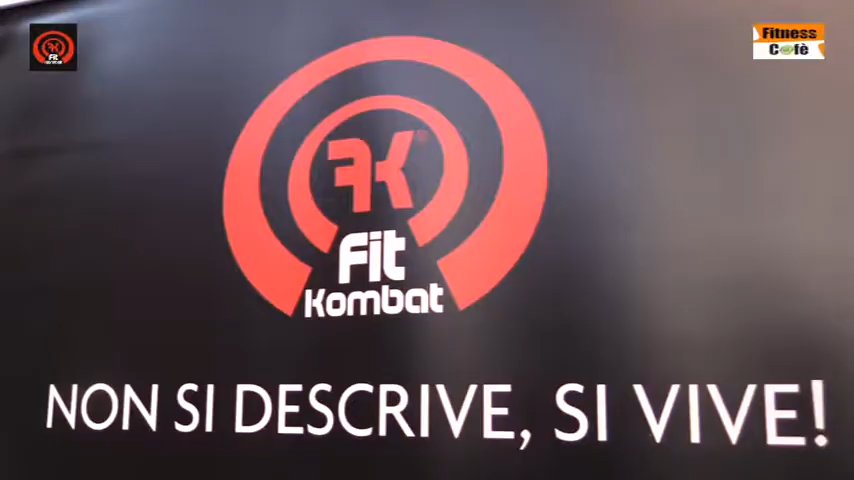 Fitness
Cafè
FK
Fit
Kombat
NON SI DESCRIVE, SI VIVE!